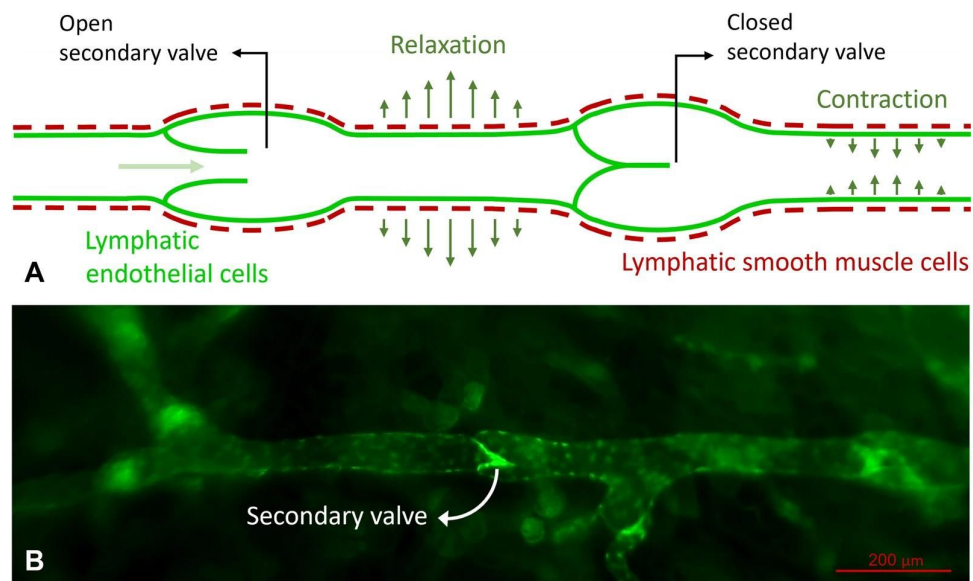 Open
secondary valve
Relaxation
Closed
secondary valve
Contraction
Lymphatic
endothelial cells
Lymphatic smooth muscle cells
A
Secondary valve
B
200 µm